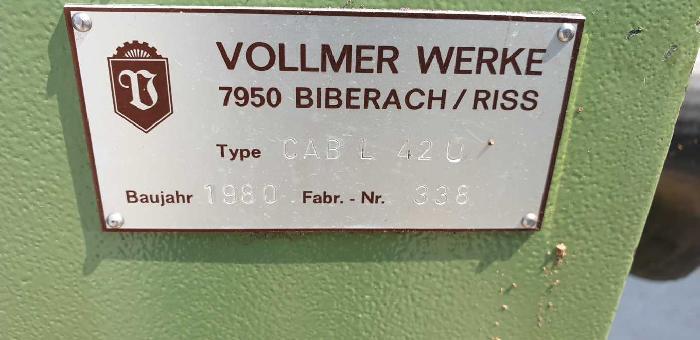 VOLLMER WERKE
7950 BIBERACH / RISS
Type CAB L 42 U
Baujahr 1980 Fabr. - Nr. 338